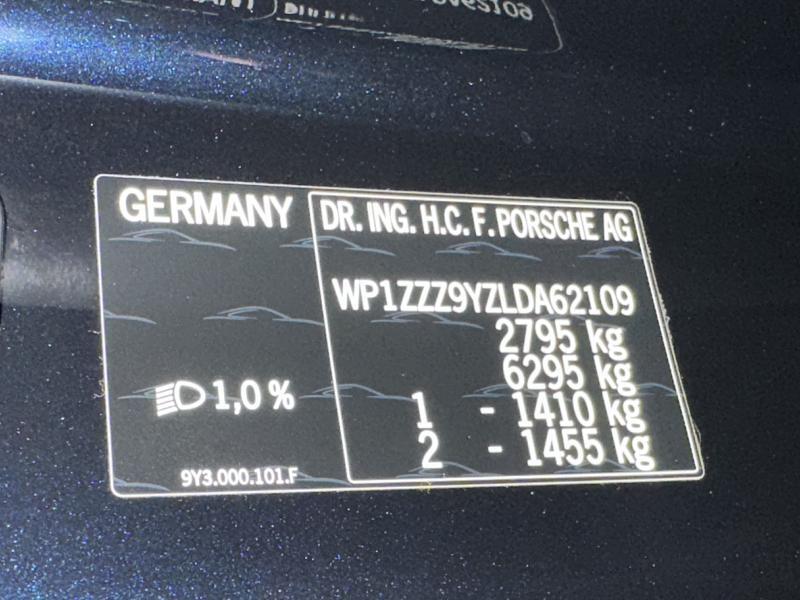 GERMANY
DR. ING. H.C. F. PORSCHE AG
WP1ZZZ9YZLDA62109
2795 kg
6295 kg
1 - 1410 kg
2 - 1455 kg
1,0 %
9Y3.000.101.F